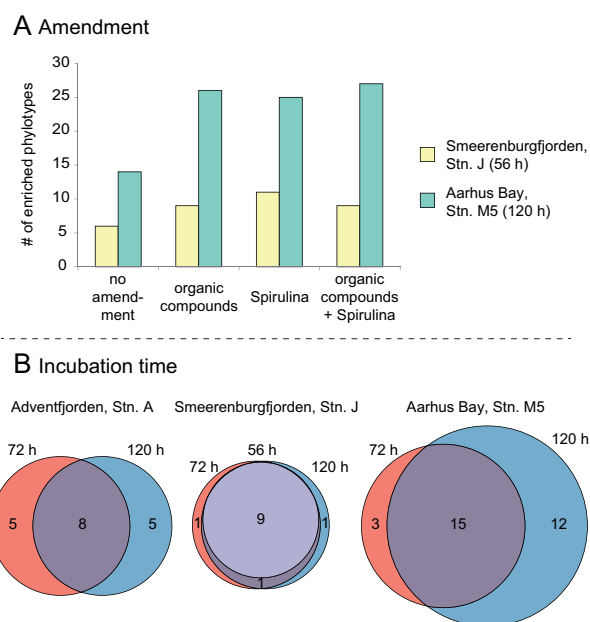 A Amendment
30
25
20
15
10
5
0
# of enriched phylotypes
no
amend-
ment
organic
compounds
Spirulina
organic
compounds
+ Spirulina
Smeerenburgfjorden,
Stn. J (56 h)
Aarhus Bay,
Stn. M5 (120 h)
B Incubation time
Adventfjorden, Stn. A
72 h
120 h
5
8
5
Smeerenburgfjorden, Stn. J
56 h
72 h
120 h
1
9
1
1
Aarhus Bay, Stn. M5
72 h
120 h
3
15
12